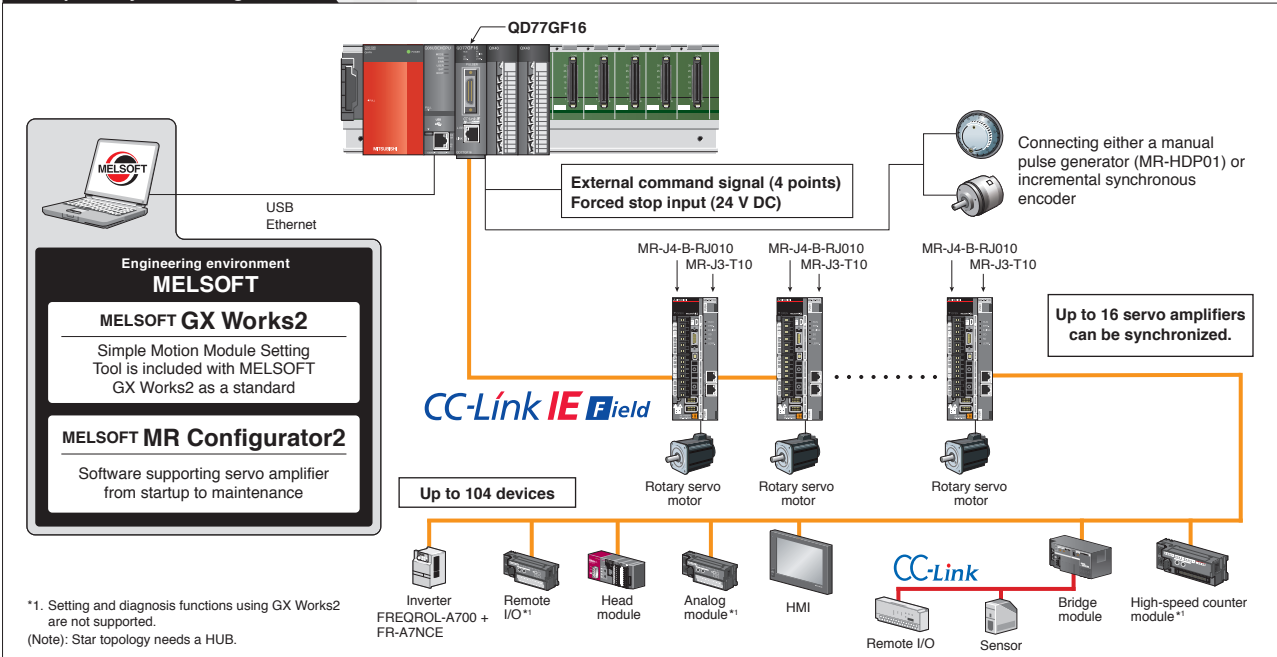 QD77GF16
MITSUBISHI
MELSOFT
USB
Ethernet
External command signal (4 points)
Forced stop input (24 V DC)
Connecting either a manual
pulse generator (MR-HDP01) or
incremental synchronous
encoder
Engineering environment
MELSOFT
MELSOFT GX Works2
Simple Motion Module Setting
Tool is included with MELSOFT
GX Works2 as a standard
MELSOFT MR Configurator2
Software supporting servo amplifier
from startup to maintenance
MR-J4-B-RJ010
MR-J3-T10
MR-J4-B-RJ010
MR-J3-T10
MR-J4-B-RJ010
MR-J3-T10
Up to 16 servo amplifiers
can be synchronized.
CC-Link IE Field
Rotary servo
motor
Rotary servo
motor
Rotary servo
motor
Up to 104 devices
Inverter
FREQROL-A700 +
FR-A7NCE
Remote
I/O*1
Head
module
Analog
module*1
HMI
CC-Link
Remote I/O
Sensor
Bridge
module
High-speed counter
module*1
*1. Setting and diagnosis functions using GX Works2
are not supported.
(Note): Star topology needs a HUB.